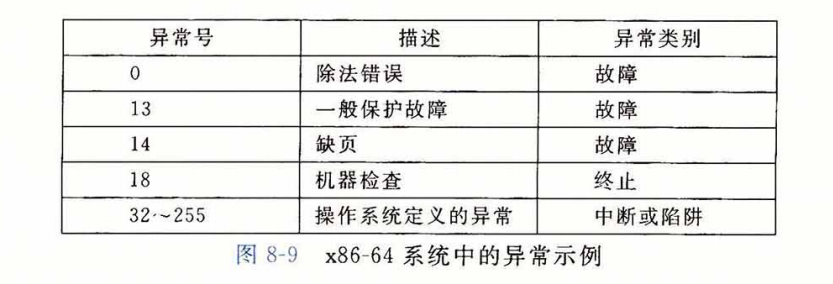 异常号 描述 异常类别
0 除法错误 故障
13 一般保护故障 故障
14 缺页 故障
18 机器检查 终止
32~255 操作系统定义的异常 中断或陷阱
图 8-9 x86-64 系统中的异常示例